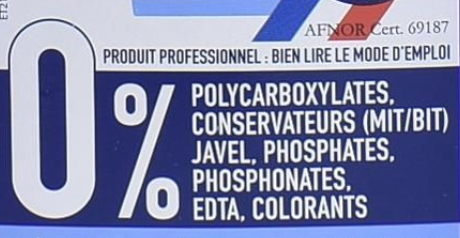 AFNOR Cert. 69187
PRODUIT PROFESSIONNEL : BIEN LIRE LE MODE D'EMPLOI
0%
POLYCARBOXYLATES,
CONSERVATEURS (MIT/BIT)
JAVEL, PHOSPHATES,
PHOSPHONATES,
EDTA, COLORANTS